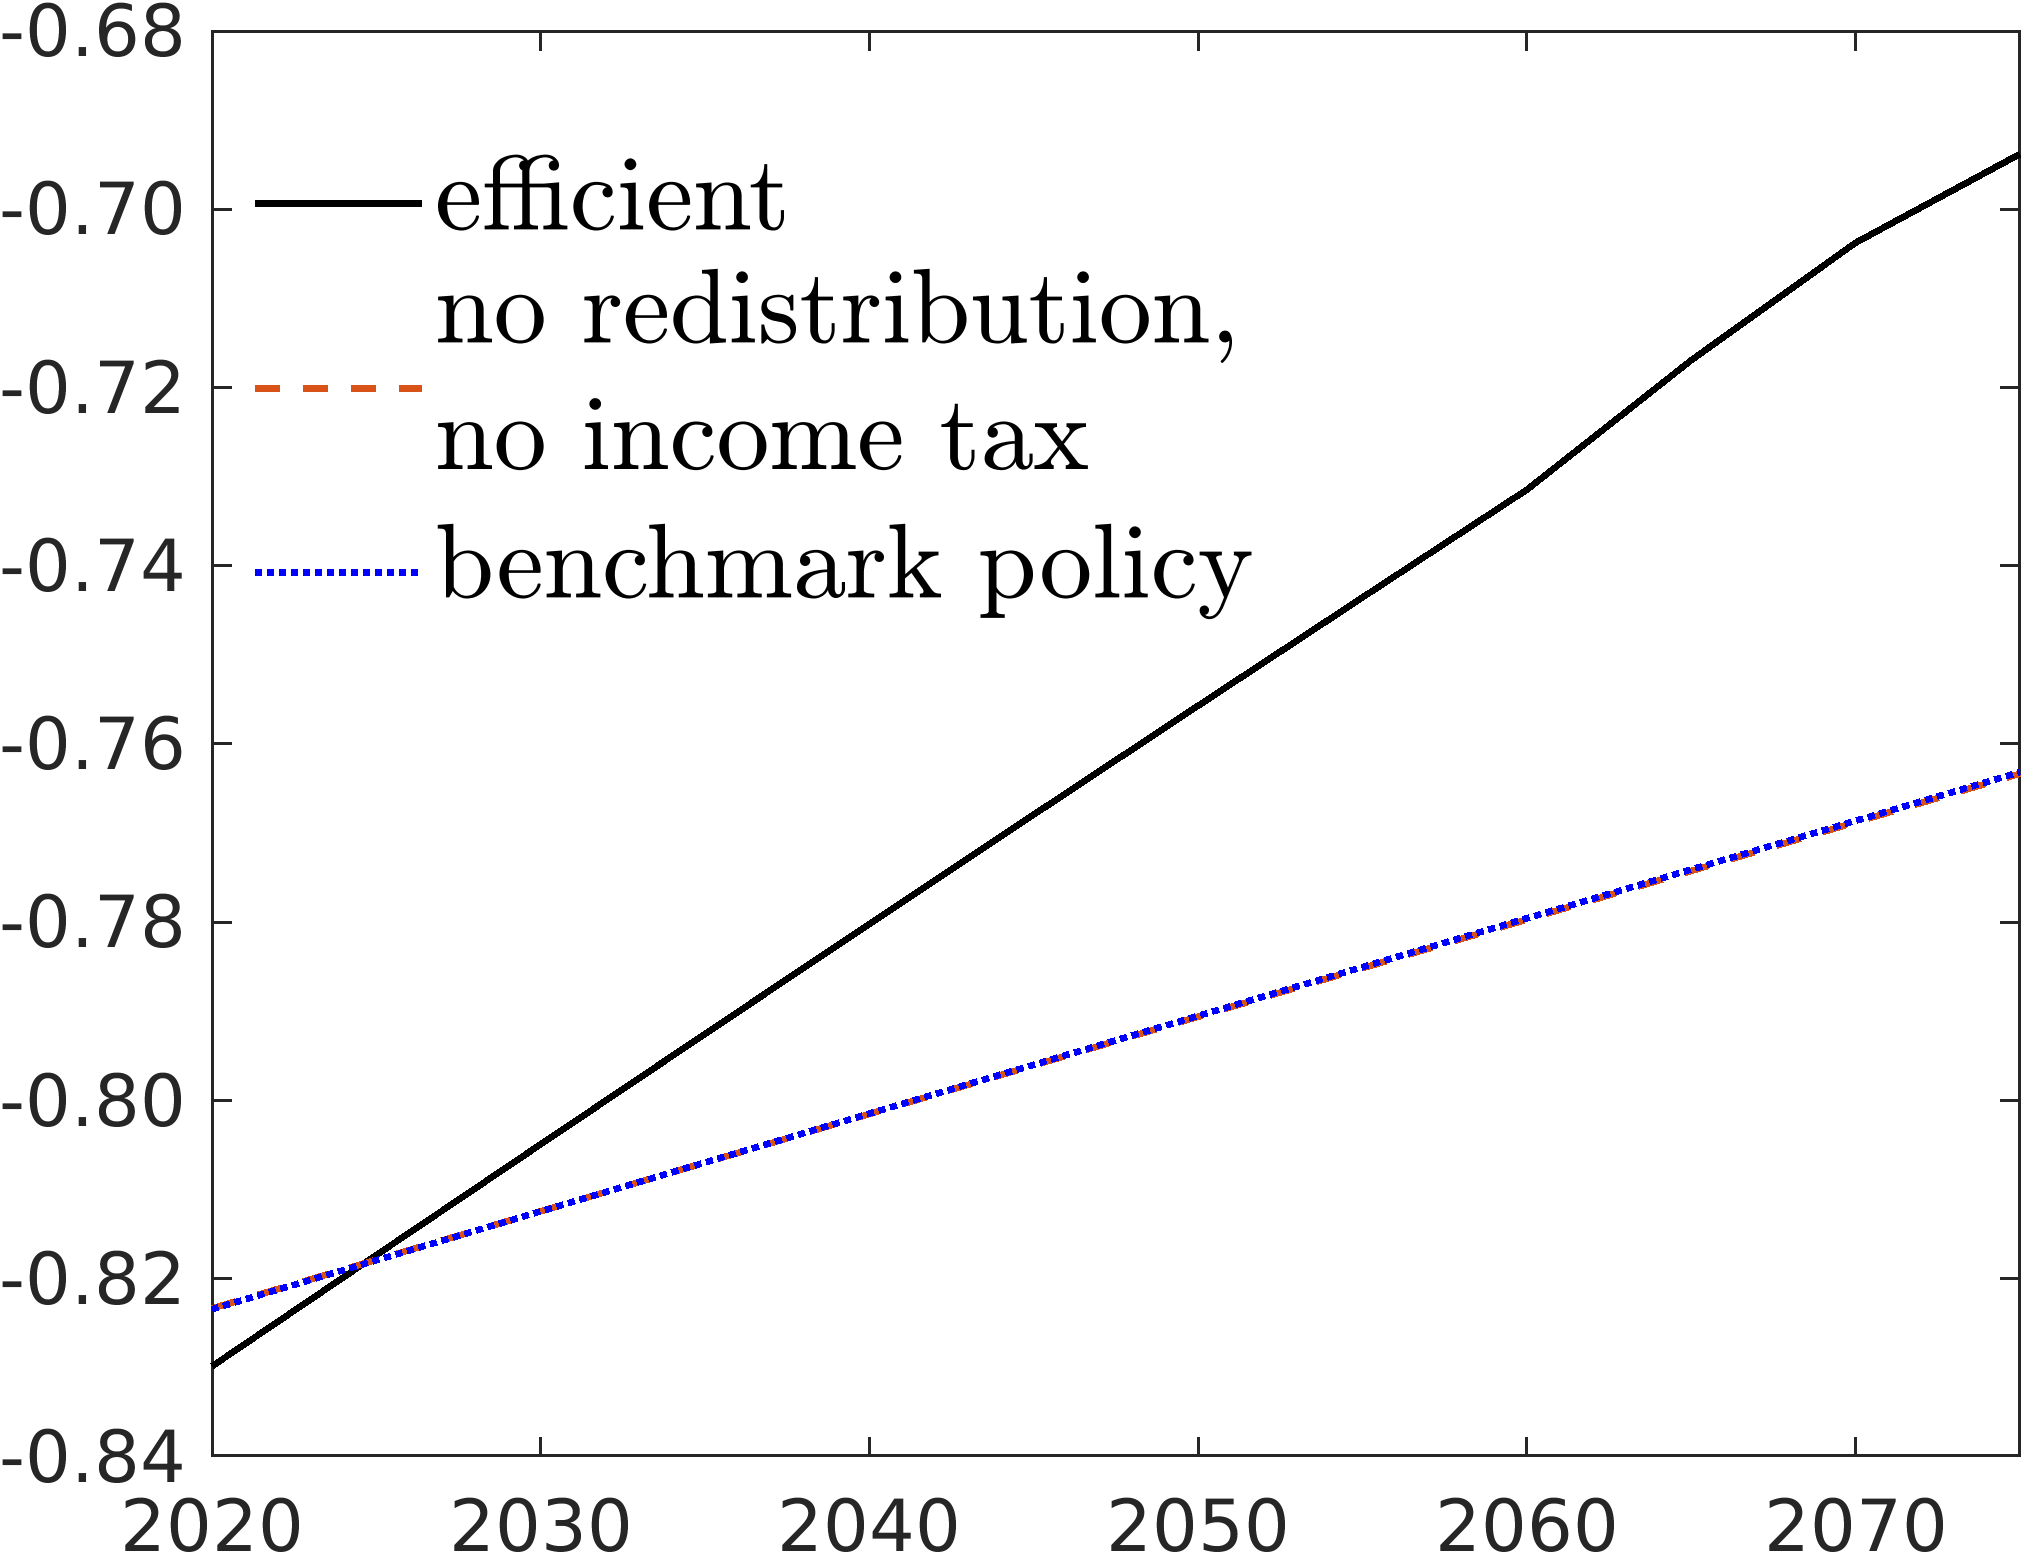 -0.68
-0.70
-0.72
-0.74
-0.76
-0.78
-0.80
-0.82
-0.84
efficient
no redistribution,
no income tax
benchmark policy
2020 2030 2040 2050 2060 2070